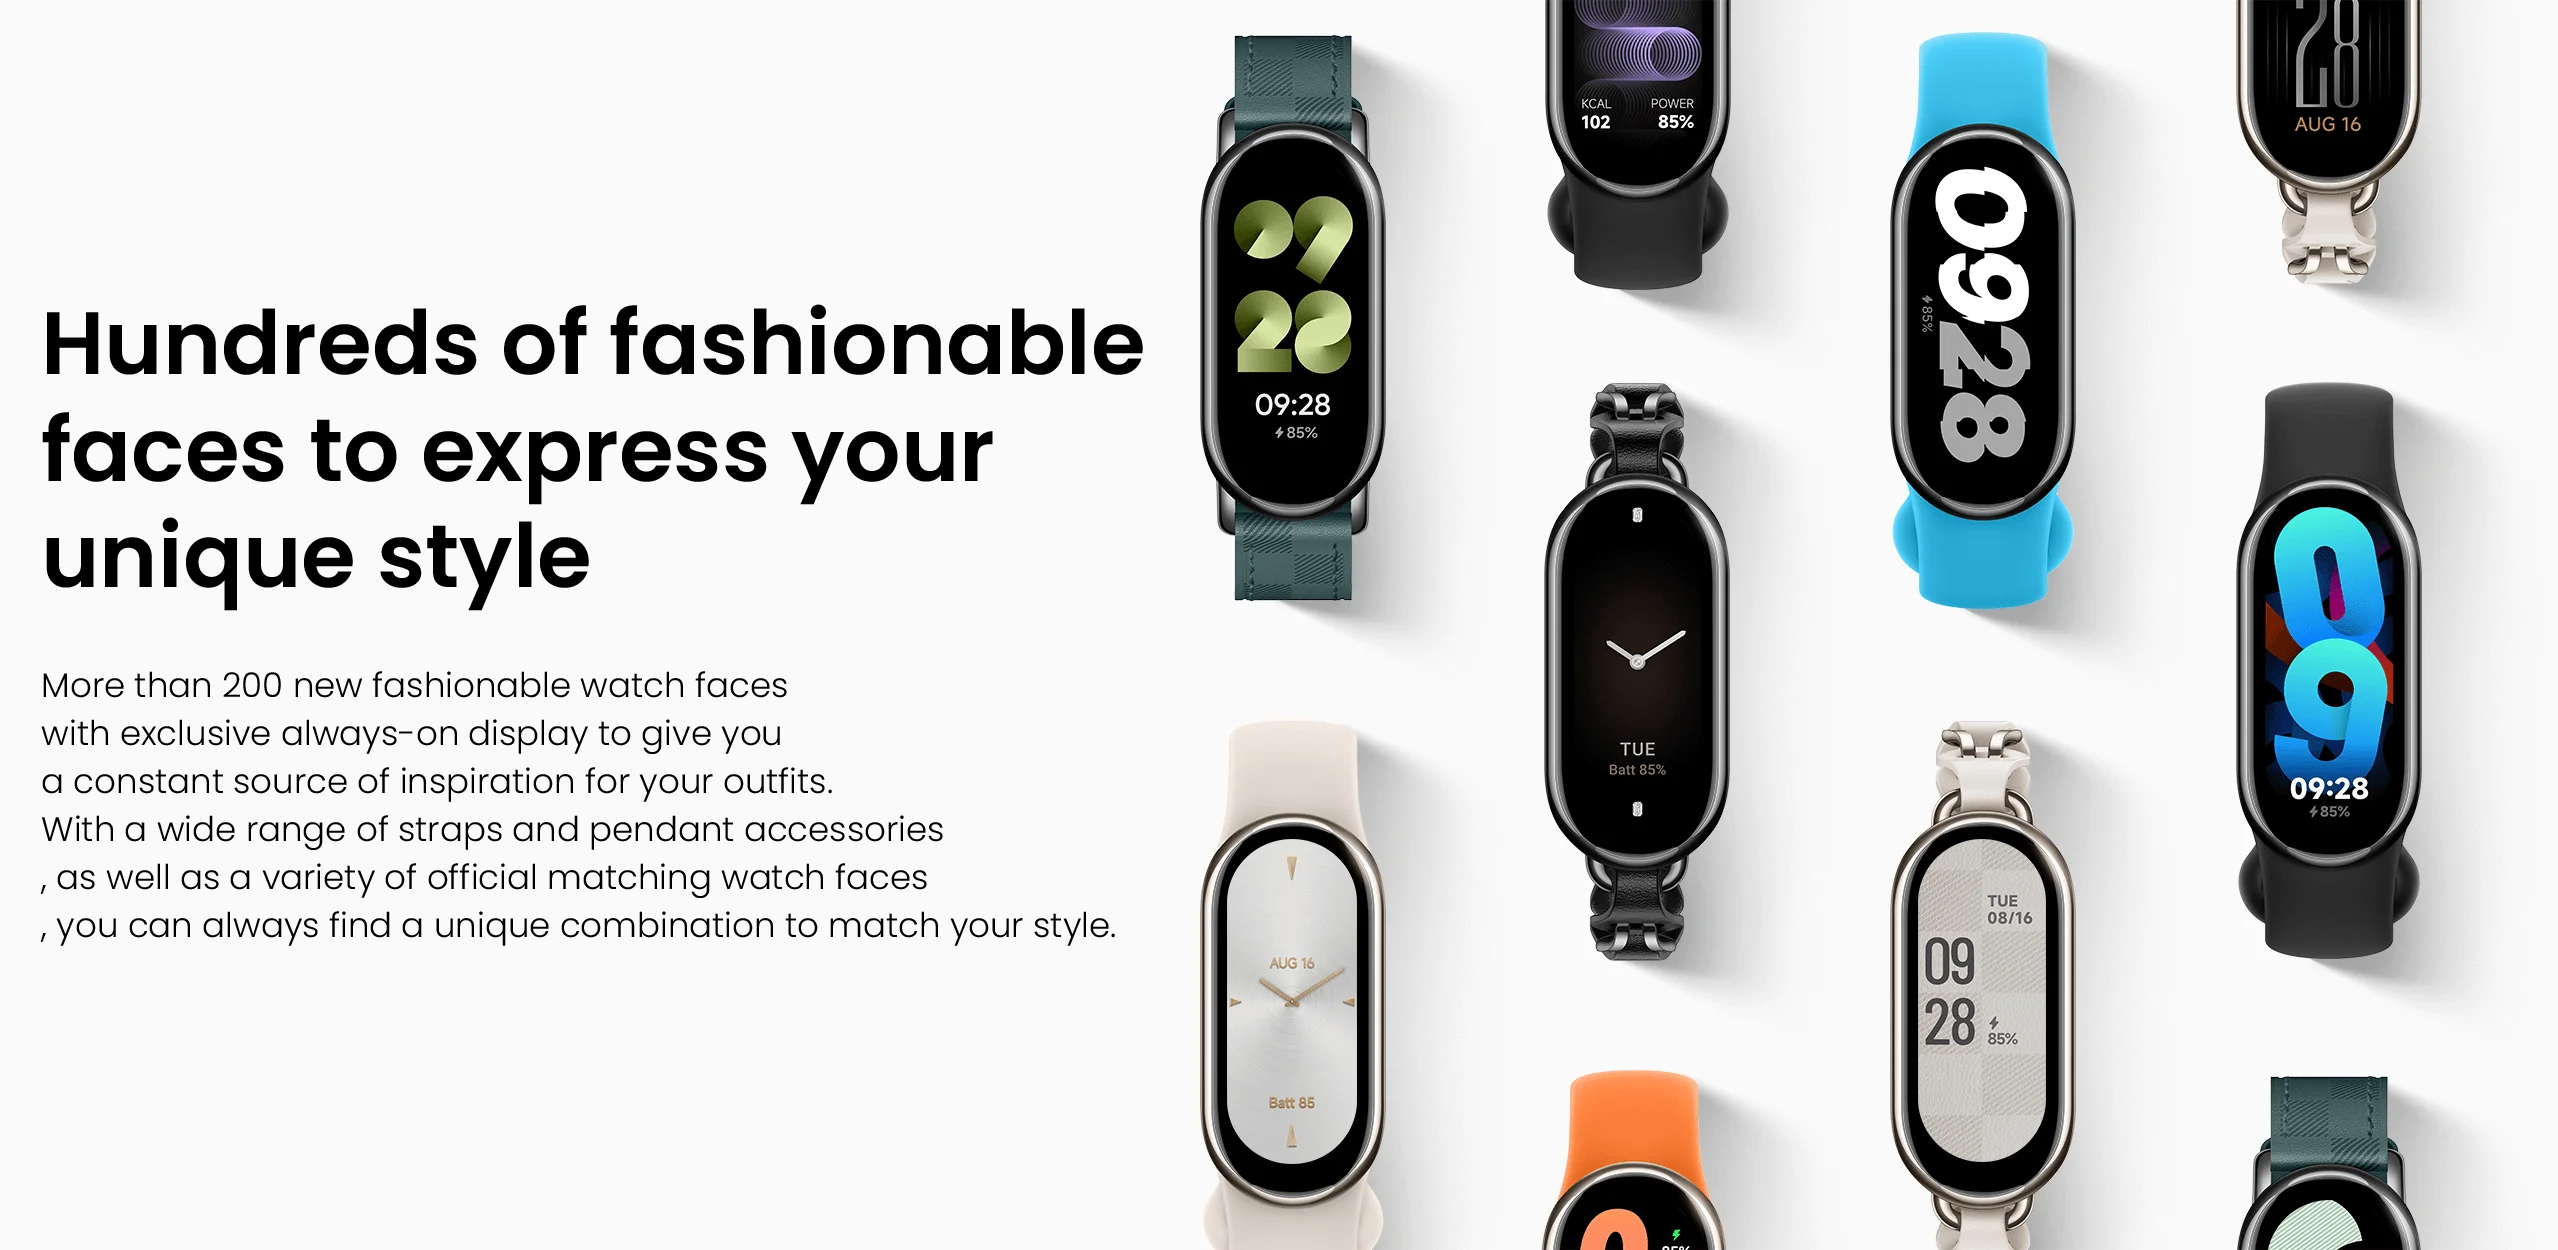 Hundreds of fashionable
faces to express your
unique style
More than 200 new fashionable watch faces
with exclusive always-on display to give you
a constant source of inspiration for your outfits.
With a wide range of straps and pendant accessories
, as well as a variety of official matching watch faces
, you can always find a unique combination to match your style.
09
28
09:28
85%
KCAL POWER
102 85%
0928
85%
28
AUG 16
TUE
Batt 85%
09
09:28
85%
AUG 16
Batt 85
TUE
08/16
09
28
85%